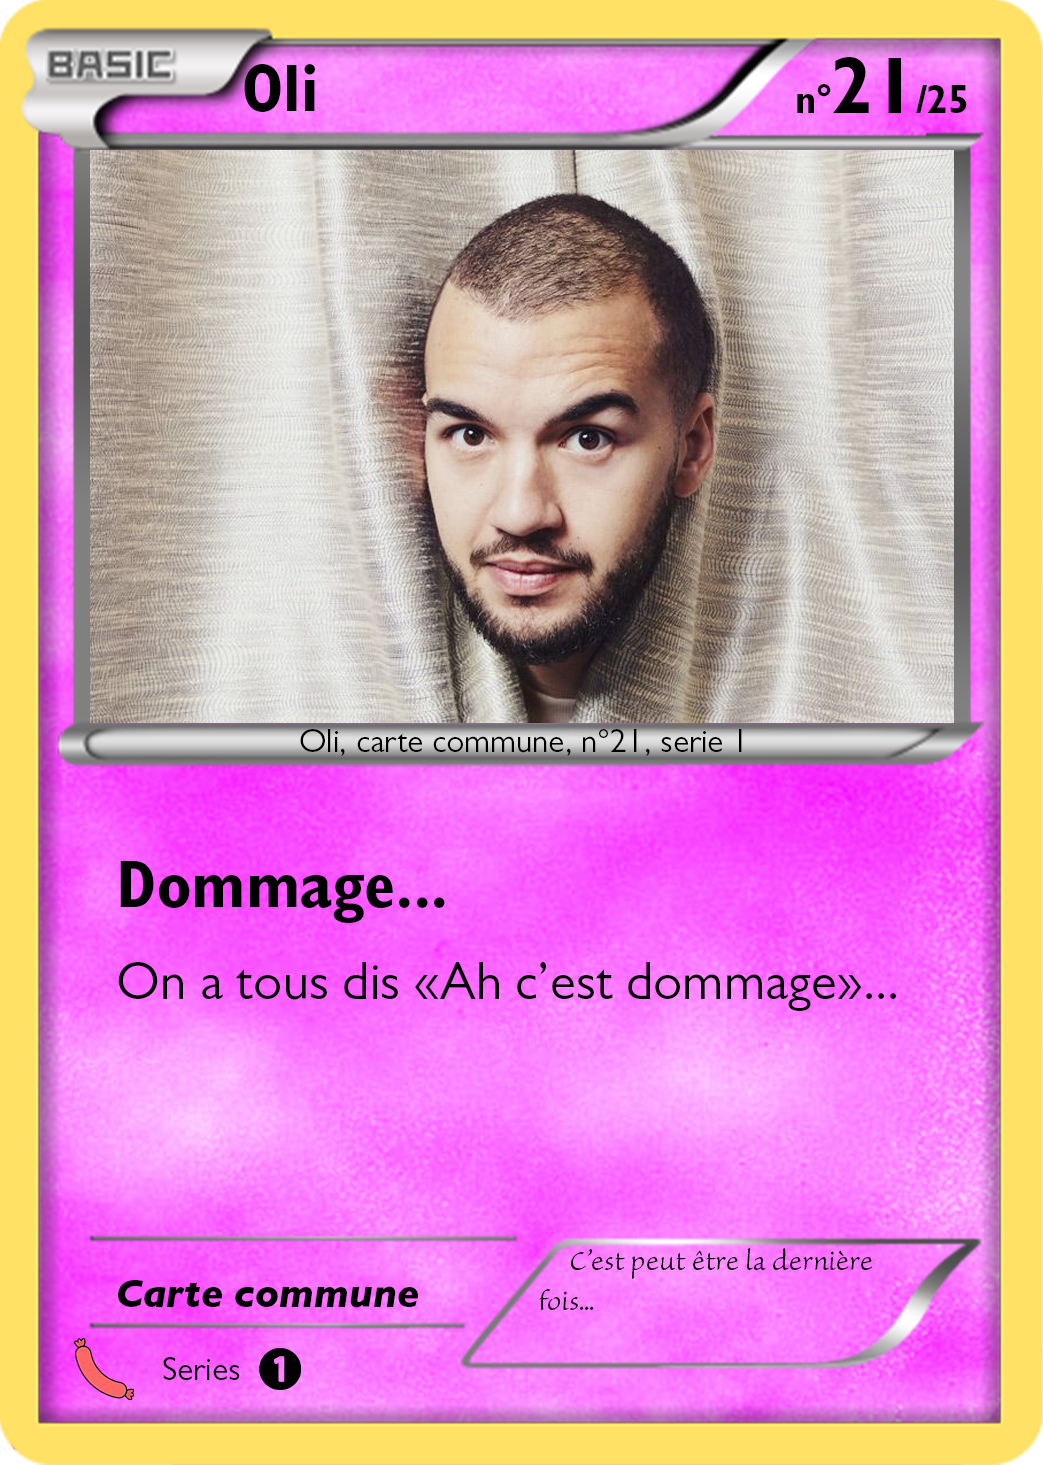 BASIC
Oli
n°21/25
Oli, carte commune, n°21, serie 1
Dommage...
On a tous dis «Ah c’est dommage»...
C’est peut être la dernière
fois...
Carte commune
Series 1